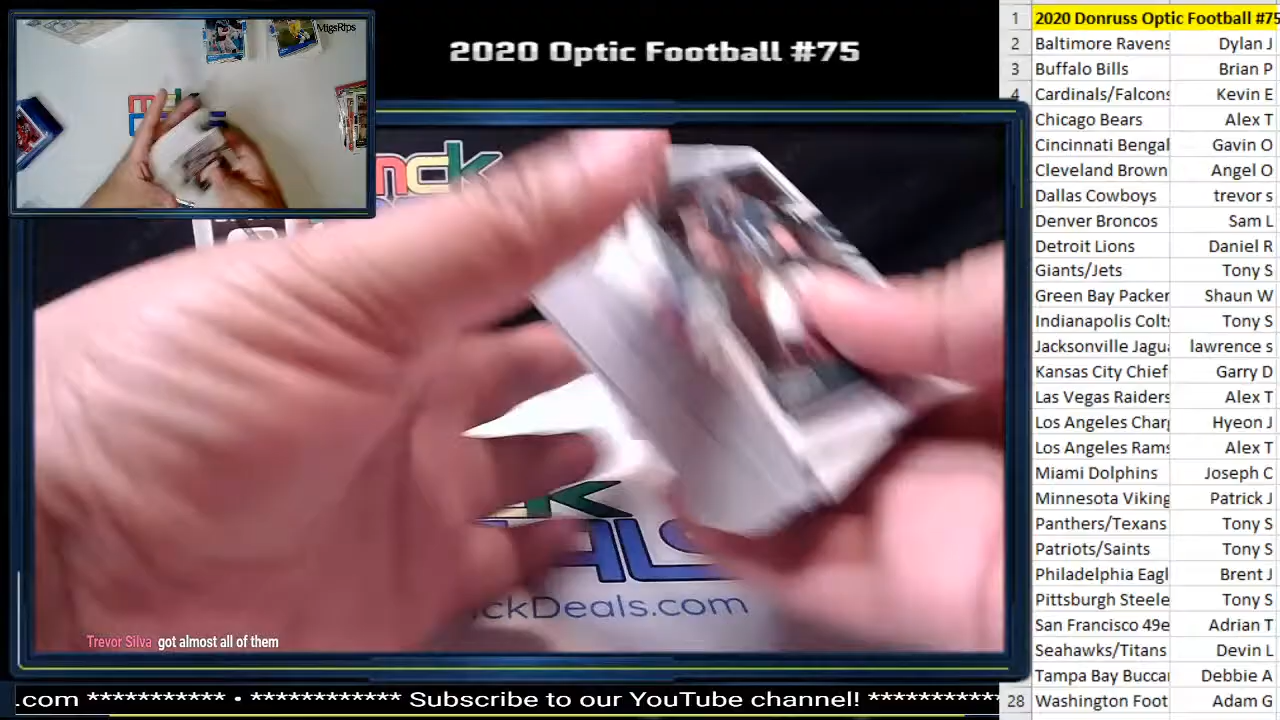 MigsRips
2020 Optic Football #75
1 2020 Donruss Optic Football #75
2 Baltimore Ravens Dylan J
3 Buffalo Bills Brian P
4 Cardinals/Falcons Kevin E
Chicago Bears Alex T
Cincinnati Bengal Gavin O
Cleveland Brown Angel O
Dallas Cowboys trevor s
Denver Broncos Sam L
Detroit Lions Daniel R
Giants/Jets Tony S
Green Bay Packer Shaun W
Indianapolis Colts Tony S
Jacksonville Jagua lawrence s
Kansas City Chief Garry D
Las Vegas Raiders Alex T
Los Angeles Charg Hyeon J
Los Angeles Rams Alex T
Miami Dolphins Joseph C
Minnesota Viking Patrick J
Panthers/Texans Tony S
Patriots/Saints Tony S
Philadelphia Eagl Brent J
Pittsburgh Steele Tony S
San Francisco 49e Adrian T
Seahawks/Titans Devin L
Tampa Bay Bucca Debbie A
28 Washington Foot Adam G
ckDeals.com
Trevor Silva got almost all of them
.com *********** • ************ Subscribe to our YouTube channel! **********